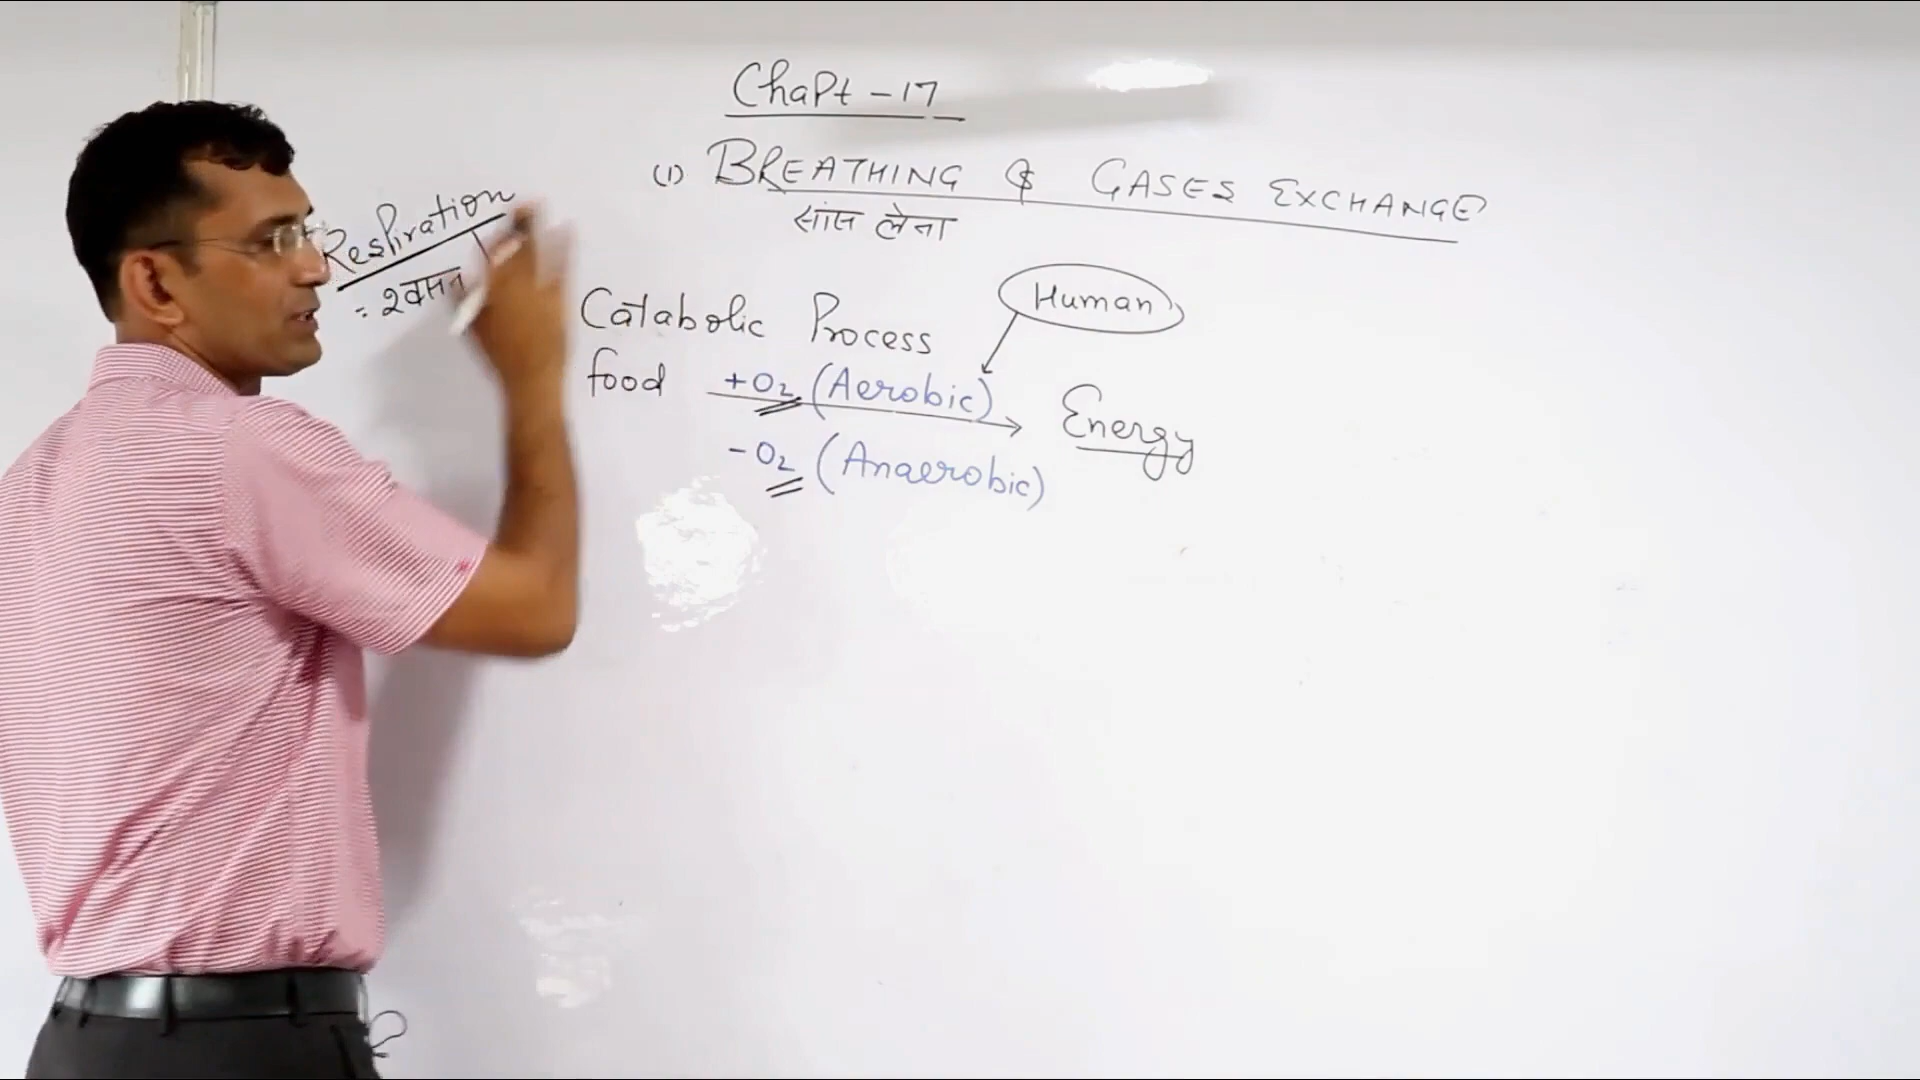 Chapt - 17
(1) BREATHING & GASES EXCHANGE
सांस लेना
Respiration
: श्वसन
Human
Catabolic Process
food +O₂ (Aerobic) → Energy
-O₂ (Anaerobic)